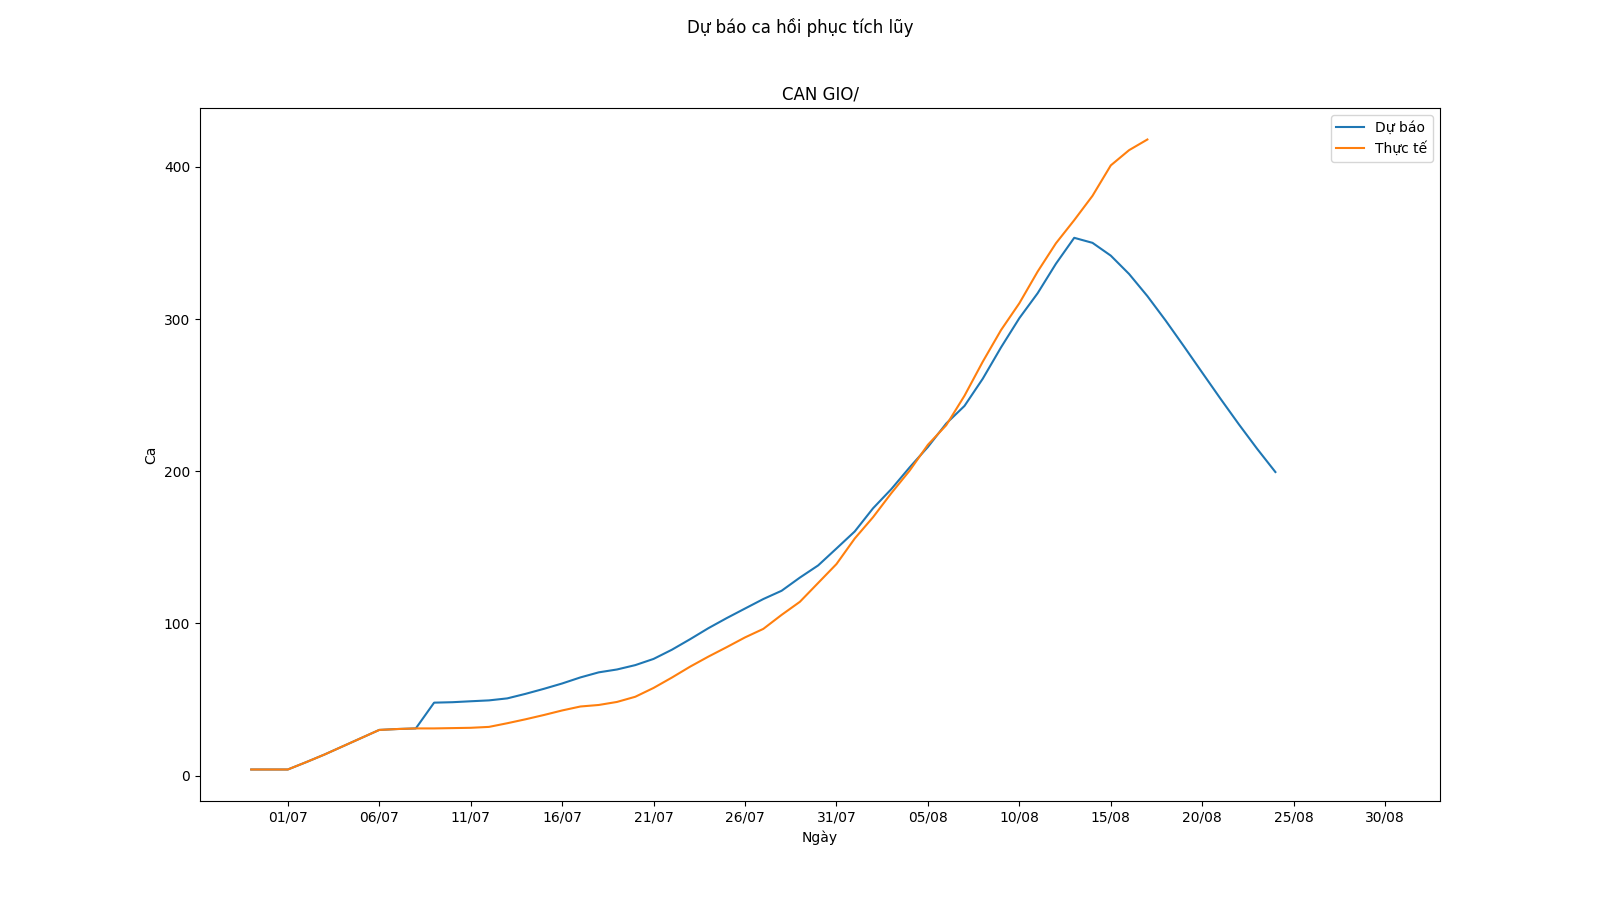 Dự báo ca hồi phục tích lũy
CAN GIO/
Dự báo
Thực tế
400
300
200
100
0
Ca
01/07 06/07 11/07 16/07 21/07 26/07 31/07 05/08 10/08 15/08 20/08 25/08 30/08
Ngày